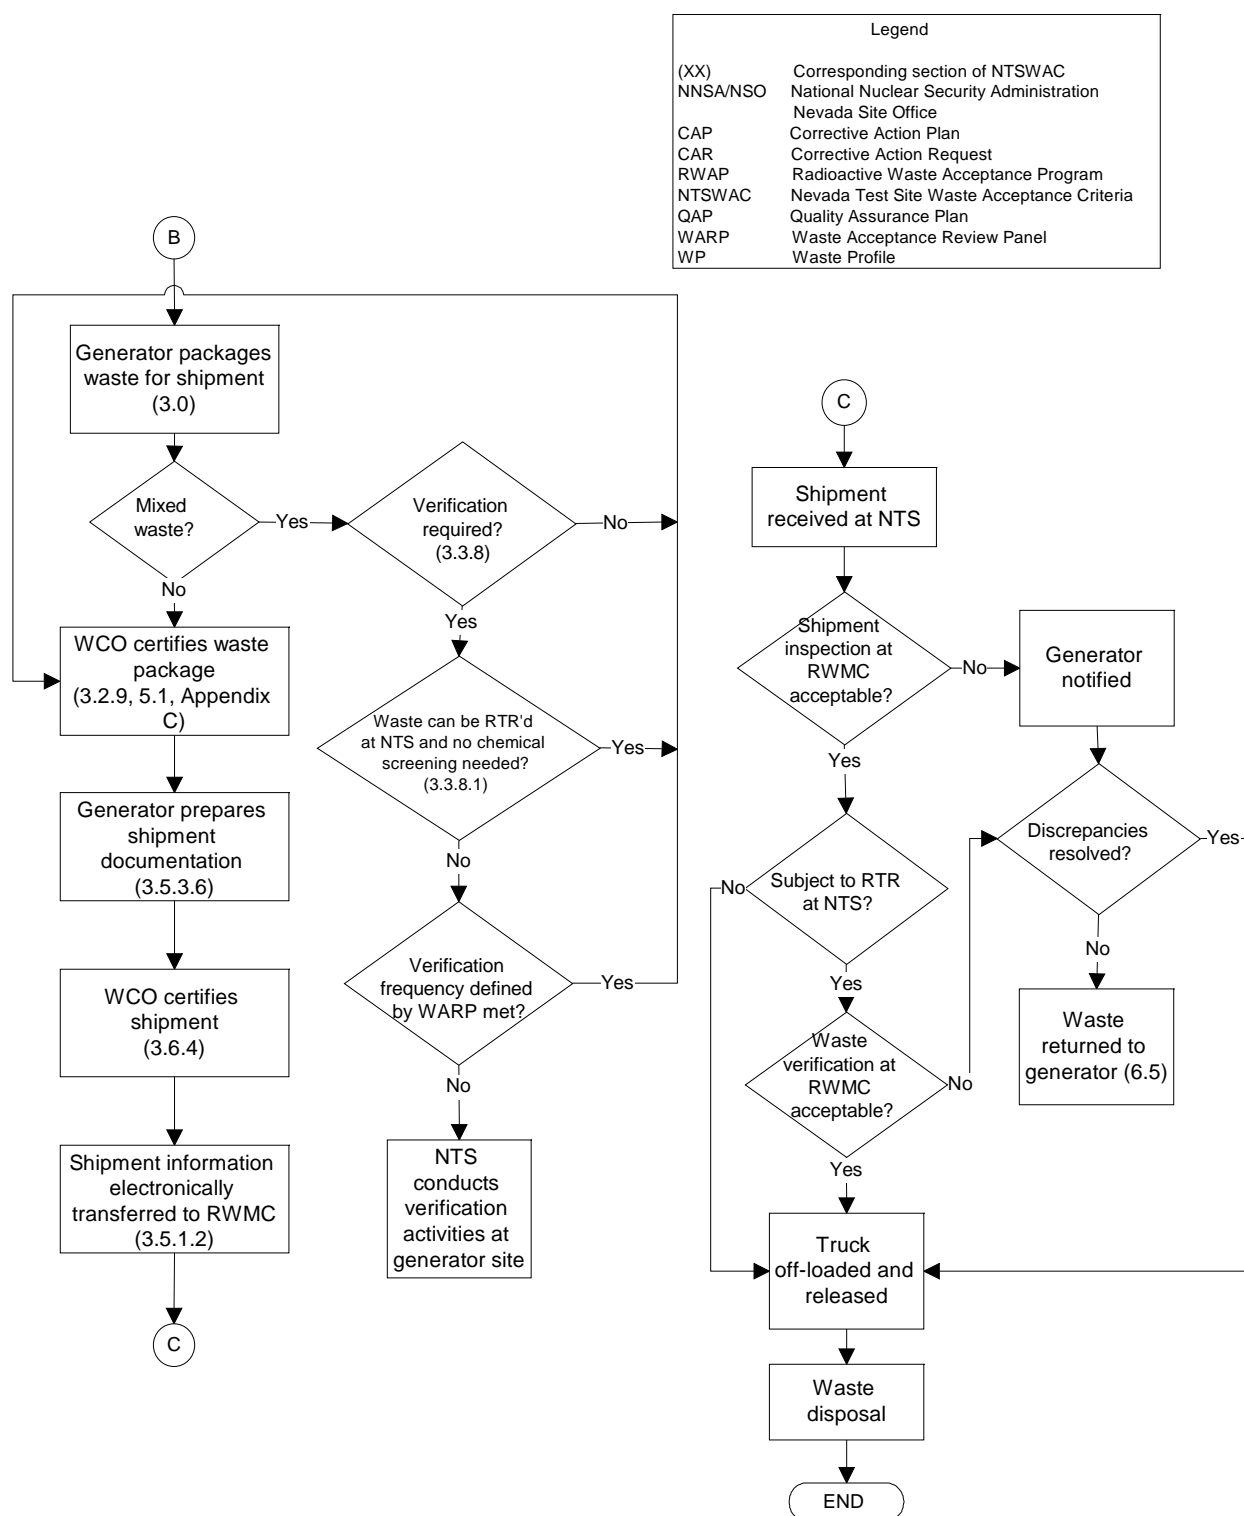 Legend
(XX) Corresponding section of NTSWAC
NNSA/NSO National Nuclear Security Administration
Nevada Site Office
CAP Corrective Action Plan
CAR Corrective Action Request
RWAP Radioactive Waste Acceptance Program
NTSWAC Nevada Test Site Waste Acceptance Criteria
QAP Quality Assurance Plan
WARP Waste Acceptance Review Panel
WP Waste Profile
B
Generator packages
waste for shipment
(3.0)
Mixed
waste?
Yes
No
Verification
required?
(3.3.8)
No
Yes
WCO certifies waste
package
(3.2.9, 5.1, Appendix
C)
Waste can be RTR'd
at NTS and no chemical
screening needed?
(3.3.8.1)
Yes
No
Generator prepares
shipment
documentation
(3.5.3.6)
Verification
frequency defined
by WARP met?
Yes
No
WCO certifies
shipment
(3.6.4)
NTS
conducts
verification
activities at
generator site
Shipment information
electronically
transferred to RWMC
(3.5.1.2)
C
C
Shipment
received at NTS
Shipment
inspection at
RWMC
acceptable?
No
Yes
Generator
notified
Discrepancies
resolved?
Yes
No
Subject to RTR
at NTS?
No
Yes
Waste
returned to
generator (6.5)
Waste
verification at
RWMC
acceptable?
No
Yes
Truck
off-loaded and
released
Waste
disposal
END